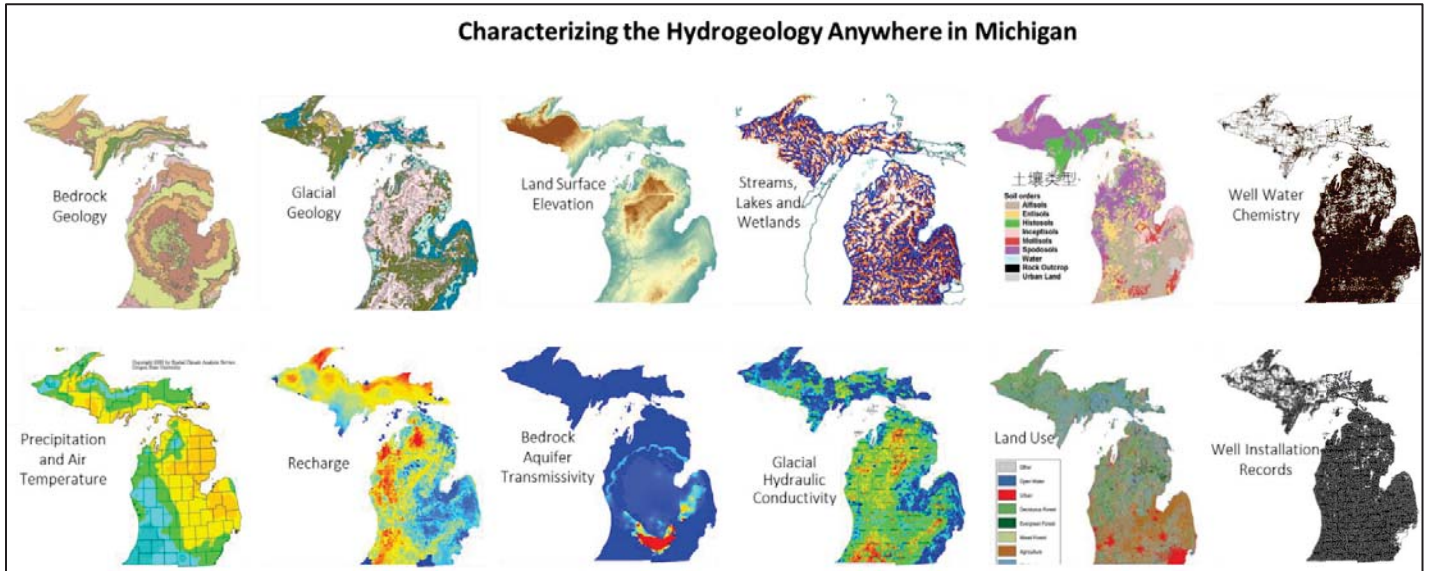 Characterizing the Hydrogeology Anywhere in Michigan
Bedrock
Geology
Glacial
Geology
Land Surface
Elevation
Streams,
Lakes and
Wetlands
土壤类型
Soil orders
Alfisols
Entisols
Histosols
Inceptisols
Mollisols
Spodosols
Water
Rock Outcrop
Urban Land
Well Water
Chemistry
Precipitation
and Air
Temperature
Recharge
Bedrock
Aquifer
Transmissivity
Glacial
Hydraulic
Conductivity
Land Use
Other
Open Water
Urban
Deciduous Forest
Evergreen Forest
Mixed Forest
Agriculture
Well Installation
Records